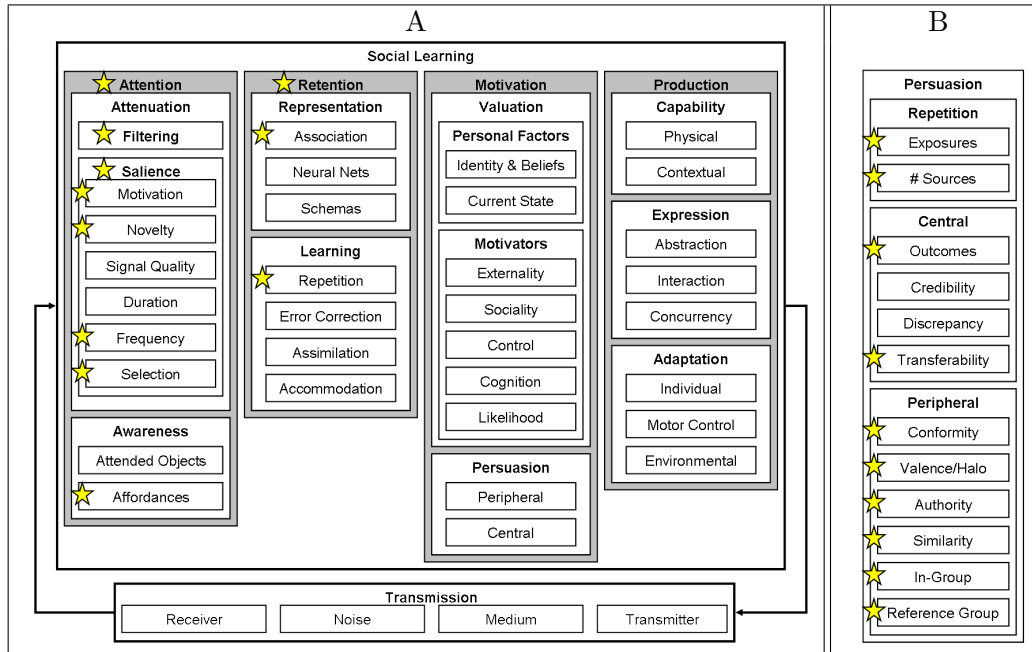 A
Social Learning
Attention
Attenuation
Filtering
Salience
Motivation
Novelty
Signal Quality
Duration
Frequency
Selection
Awareness
Attended Objects
Affordances
Retention
Representation
Association
Neural Nets
Schemas
Learning
Repetition
Error Correction
Assimilation
Accommodation
Motivation
Valuation
Personal Factors
Identity & Beliefs
Current State
Motivators
Externality
Sociality
Control
Cognition
Likelihood
Persuasion
Peripheral
Central
Production
Capability
Physical
Contextual
Expression
Abstraction
Interaction
Concurrency
Adaptation
Individual
Motor Control
Environmental
Transmission
Receiver
Noise
Medium
Transmitter
B
Persuasion
Repetition
Exposures
# Sources
Central
Outcomes
Credibility
Discrepancy
Transferability
Peripheral
Conformity
Valence/Halo
Authority
Similarity
In-Group
Reference Group